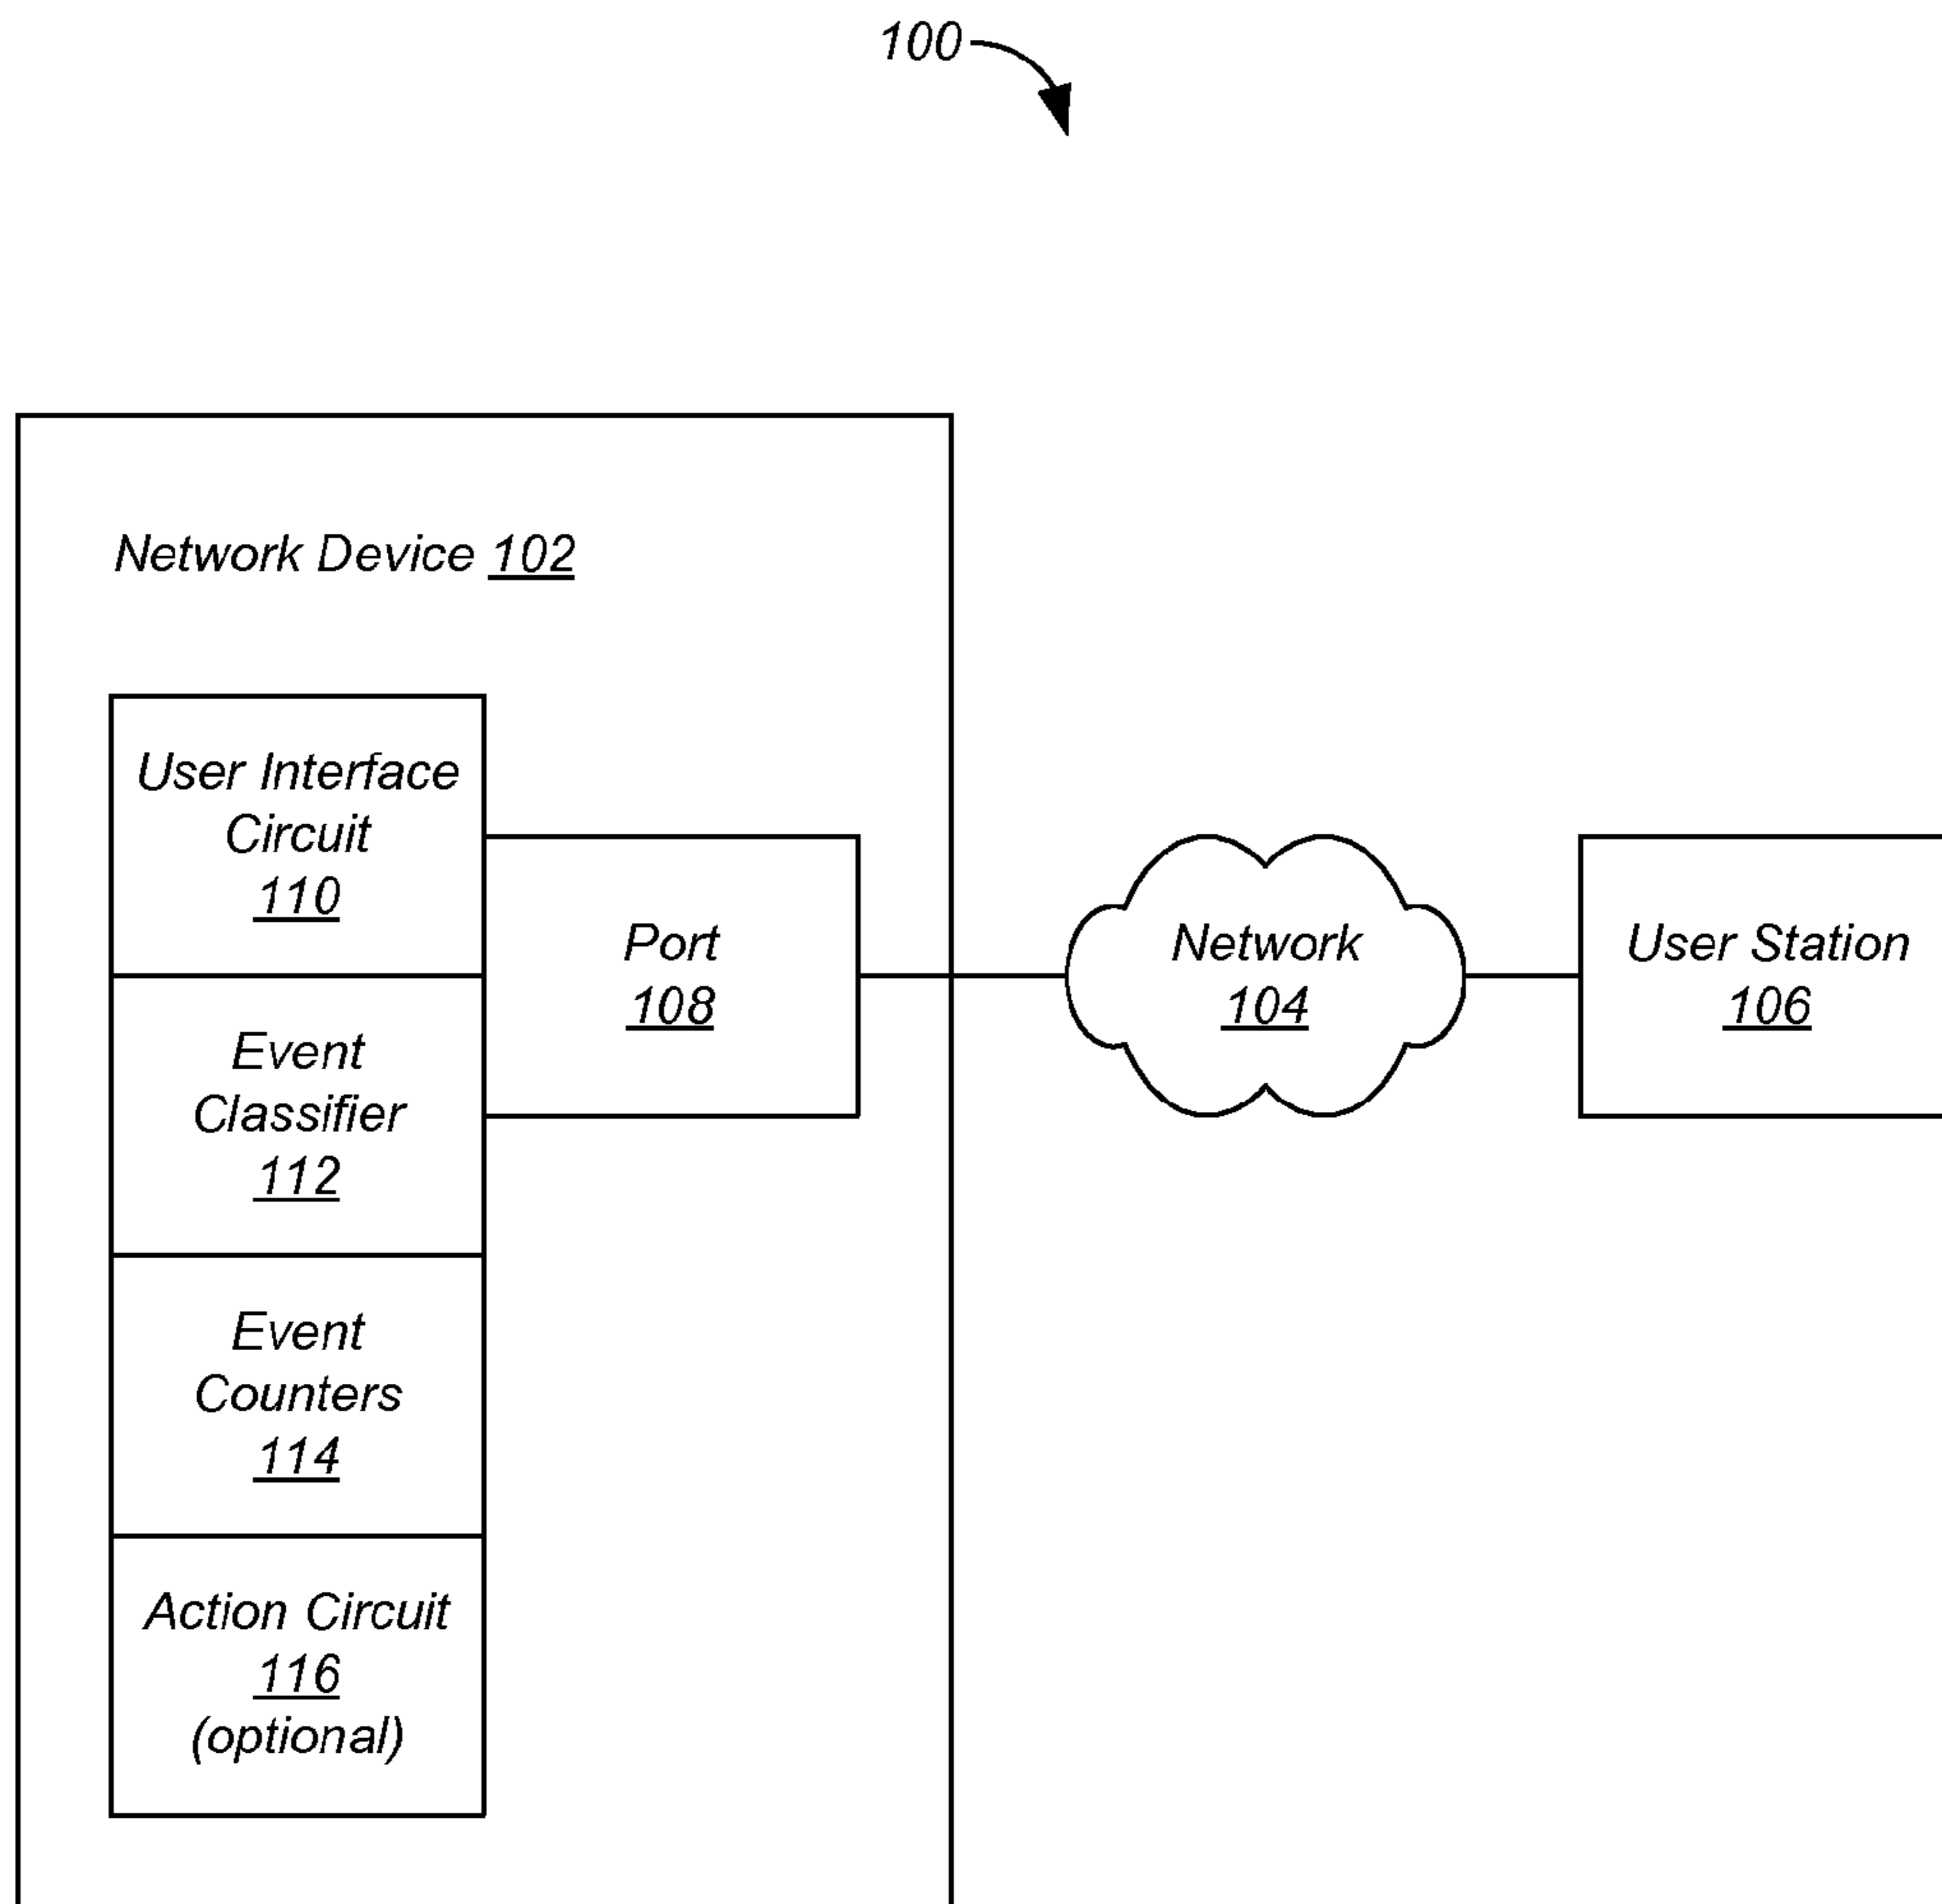 100
Network Device 102
User Interface
Circuit
110
Event
Classifier
112
Event
Counters
114
Action Circuit
116
(optional)
Port
108
Network
104
User Station
106